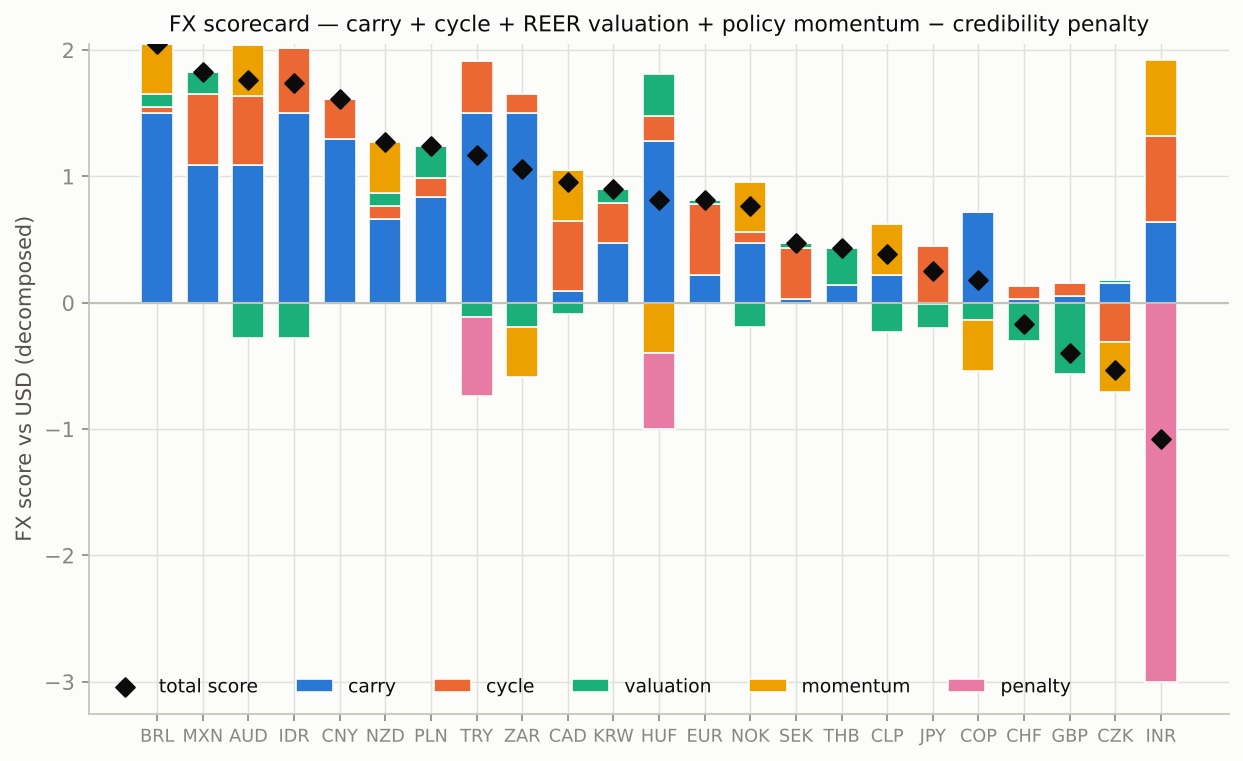 FX scorecard — carry + cycle + REER valuation + policy momentum − credibility penalty
FX score vs USD (decomposed)
2
1
0
−1
−2
−3
total score carry cycle valuation momentum penalty
BRL MXN AUD IDR CNY NZD PLN TRY ZAR CAD KRW HUF EUR NOK SEK THB CLP JPY COP CHF GBP CZK INR